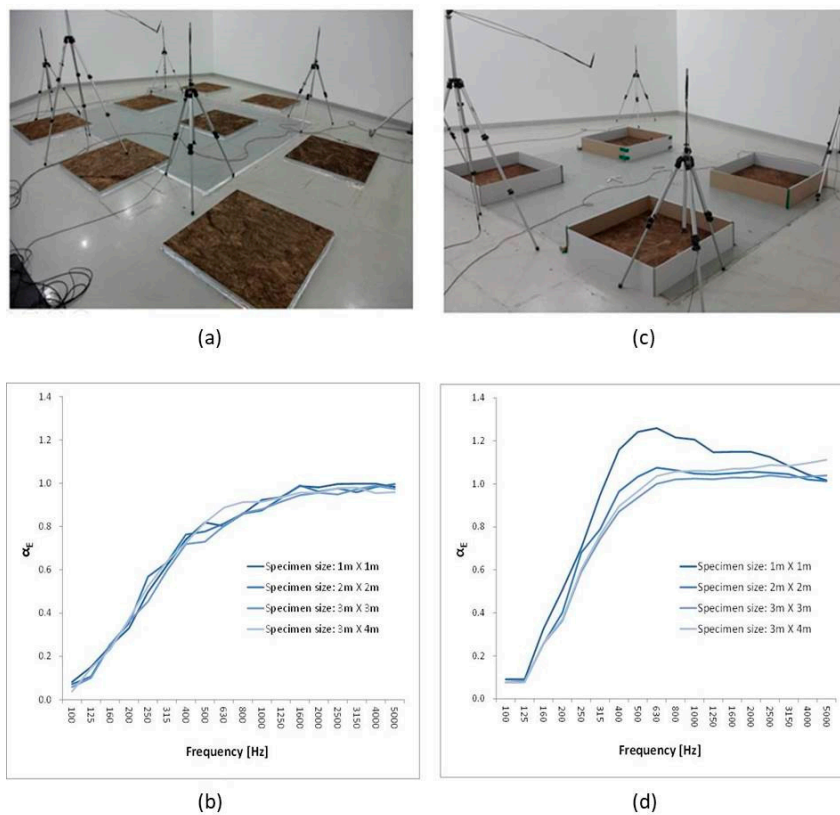 (a)
(c)
1.4
1.2
1.0
0.8
0.6
0.4
0.2
0.0
αE
Specimen size: 1m X 1m
Specimen size: 2m X 2m
Specimen size: 3m X 3m
Specimen size: 3m X 4m
100 125 160 200 250 315 400 500 630 800 1000 1250 1600 2000 2500 3150 4000 5000
Frequency [Hz]
(b)
1.4
1.2
1.0
0.8
0.6
0.4
0.2
0.0
αE
Specimen size: 1m X 1m
Specimen size: 2m X 2m
Specimen size: 3m X 3m
Specimen size: 3m X 4m
100 125 160 200 250 315 400 500 630 800 1000 1250 1600 2000 2500 3150 4000 5000
Frequency [Hz]
(d)